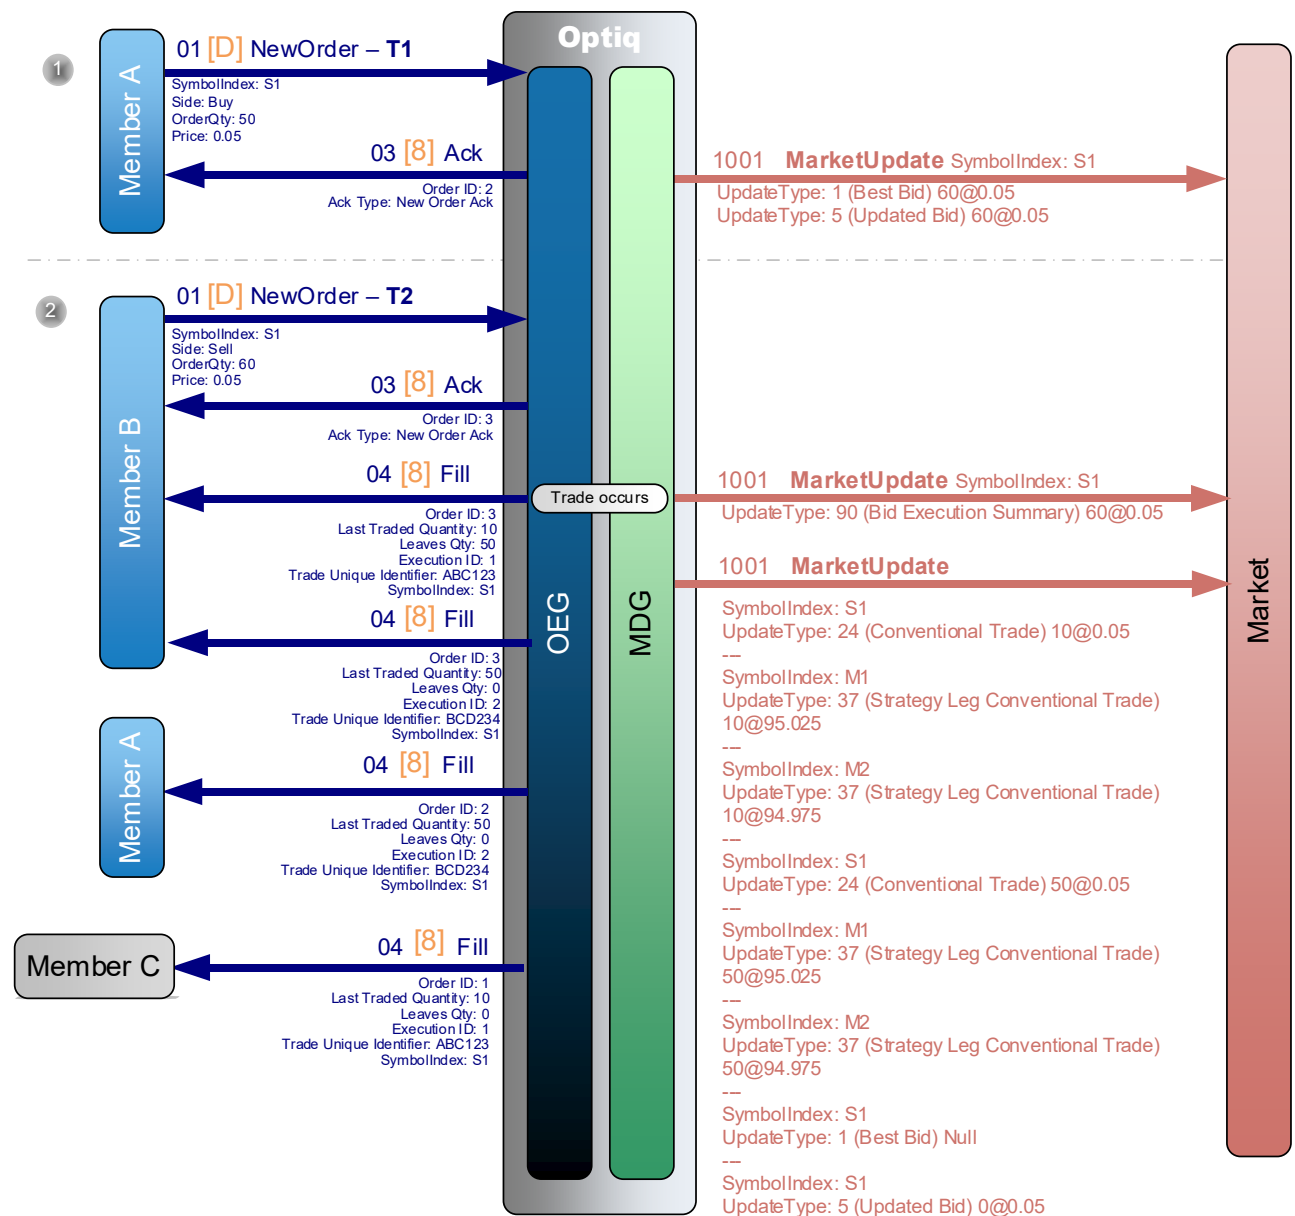 Optiq
1
Member A
01 [D] NewOrder – T1
SymbolIndex: S1
Side: Buy
OrderQty: 50
Price: 0.05
03 [8] Ack
Order ID: 2
Ack Type: New Order Ack
1001 MarketUpdate SymbolIndex: S1
UpdateType: 1 (Best Bid) 60@0.05
UpdateType: 5 (Updated Bid) 60@0.05
2
Member B
01 [D] NewOrder – T2
SymbolIndex: S1
Side: Sell
OrderQty: 60
Price: 0.05
03 [8] Ack
Order ID: 3
Ack Type: New Order Ack
04 [8] Fill
Order ID: 3
Last Traded Quantity: 10
Leaves Qty: 50
Execution ID: 1
Trade Unique Identifier: ABC123
SymbolIndex: S1
04 [8] Fill
Order ID: 3
Last Traded Quantity: 50
Leaves Qty: 0
Execution ID: 2
Trade Unique Identifier: BCD234
SymbolIndex: S1
Member A
04 [8] Fill
Order ID: 2
Last Traded Quantity: 50
Leaves Qty: 0
Execution ID: 2
Trade Unique Identifier: BCD234
SymbolIndex: S1
Member C
04 [8] Fill
Order ID: 1
Last Traded Quantity: 10
Leaves Qty: 0
Execution ID: 1
Trade Unique Identifier: ABC123
SymbolIndex: S1
Trade occurs
OEG
MDG
1001 MarketUpdate SymbolIndex: S1
UpdateType: 90 (Bid Execution Summary) 60@0.05
1001 MarketUpdate
SymbolIndex: S1
UpdateType: 24 (Conventional Trade) 10@0.05
---
SymbolIndex: M1
UpdateType: 37 (Strategy Leg Conventional Trade)
10@95.025
---
SymbolIndex: M2
UpdateType: 37 (Strategy Leg Conventional Trade)
10@94.975
---
SymbolIndex: S1
UpdateType: 24 (Conventional Trade) 50@0.05
---
SymbolIndex: M1
UpdateType: 37 (Strategy Leg Conventional Trade)
50@95.025
---
SymbolIndex: M2
UpdateType: 37 (Strategy Leg Conventional Trade)
50@94.975
---
SymbolIndex: S1
UpdateType: 1 (Best Bid) Null
---
SymbolIndex: S1
UpdateType: 5 (Updated Bid) 0@0.05
Market